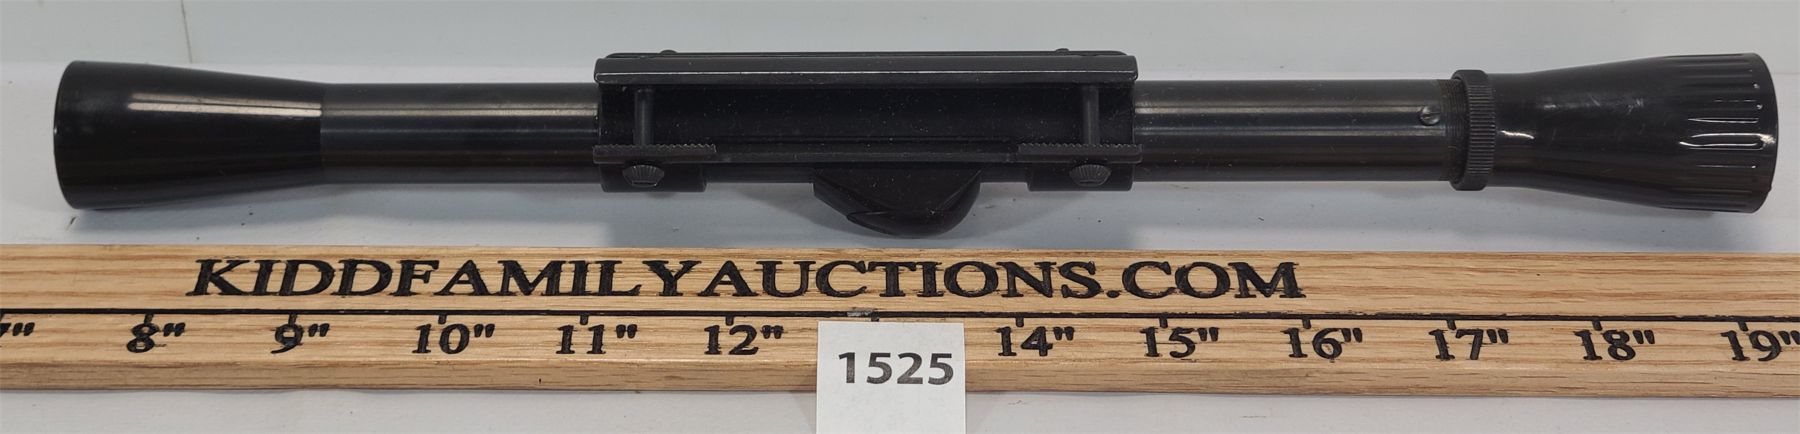 KIDDFAMILYAUCTIONS.COM
7" 8" 9" 10" 11" 12" 14" 15" 16" 17" 18" 19"
1525